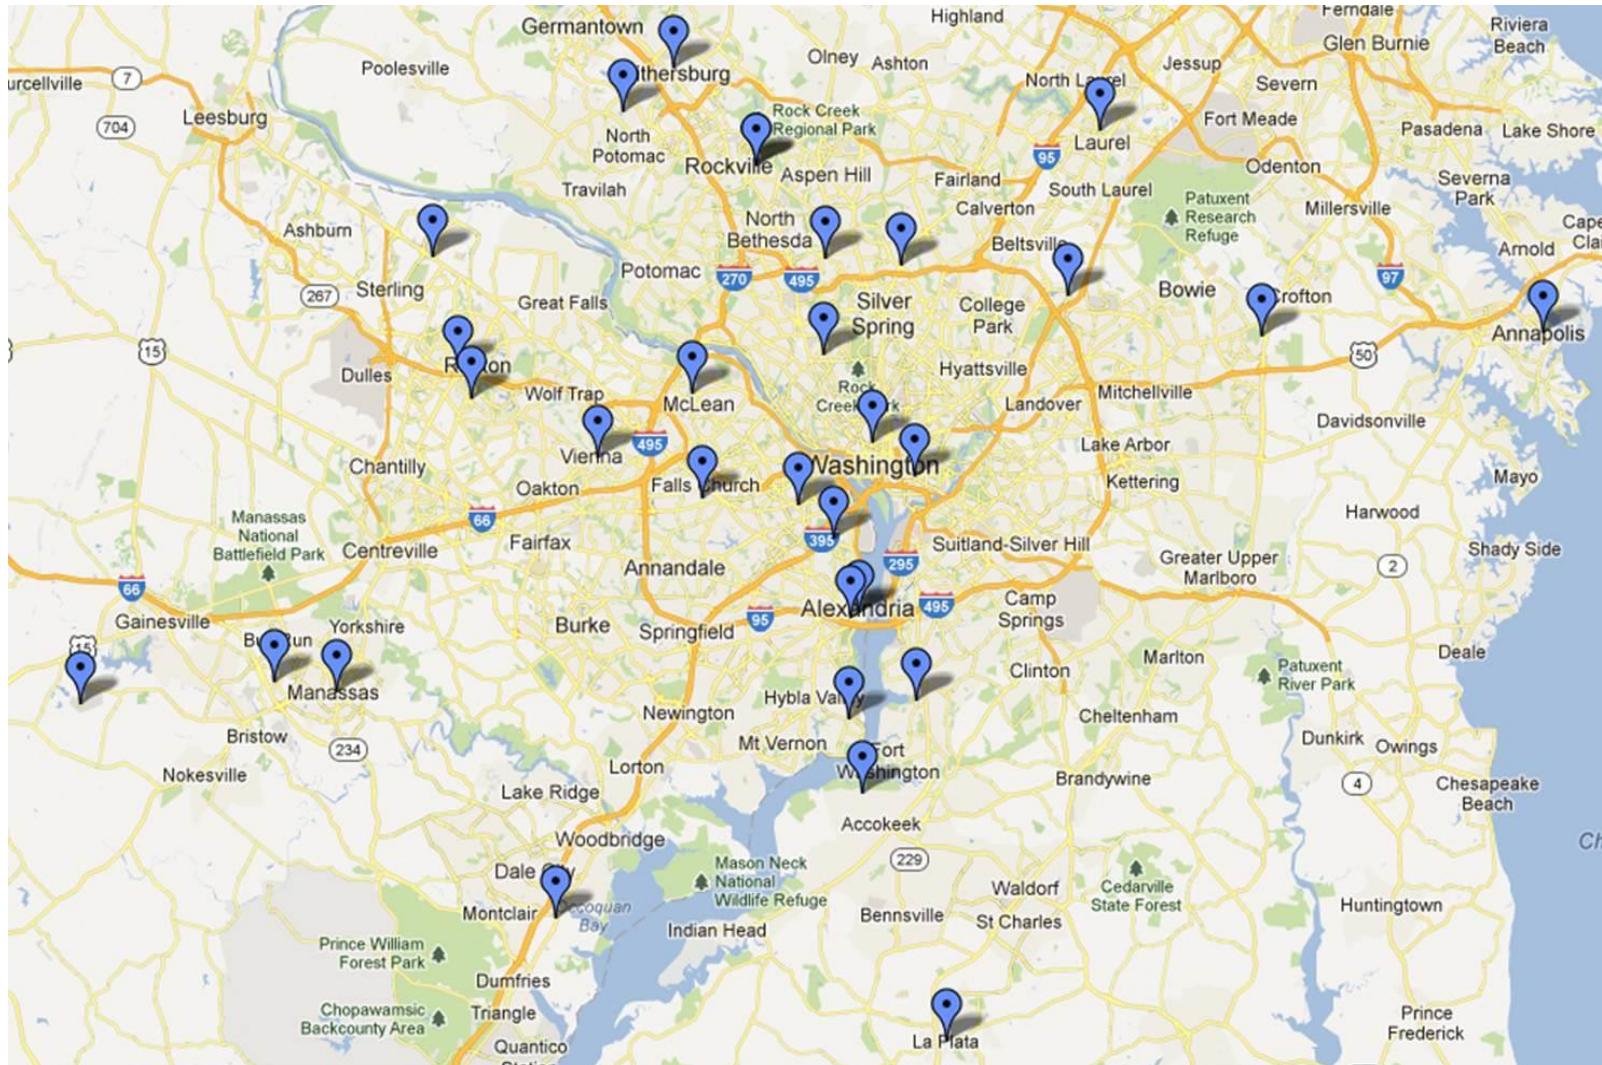 Germantown
Highland
Ferndale
Riviera
Beach
Glen Burnie
Poolesville
Olney
Ashton
Jessup
7
North Laurel
Severn
704
Leesburg
Rock Creek
Regional Park
Fort Meade
Pasadena
Lake Shore
North
Potomac
Laurel
95
Rockville
Aspen Hill
Odenton
Travilah
Fairland
South Laurel
Severna
Park
Calverton
Patuxent
Research
Refuge
Millersville
Ashburn
North
Bethesda
Beltsville
Arnold
Potomac
270
495
97
267
Sterling
Great Falls
Silver
Spring
College
Park
Bowie
Crofton
Annapolis
15
50
Dulles
Hyattsville
Wolf Trap
McLean
Rock
Landover
Mitchellville
Davidsonville
495
Vienna
Lake Arbor
Chantilly
Washington
Oakton
Falls Church
Kettering
Mayo
66
Manassas
National
Battlefield Park
Harwood
Centreville
Fairfax
395
Suitland-Silver Hill
Shady Side
Annandale
295
Greater Upper
Marlboro
2
66
Gainesville
Alexandria
495
Camp
Springs
95
Burke
Springfield
Yorkshire
15
Deale
Manassas
Clinton
Marlton
Patuxent
River Park
Hybla Valley
Newington
Cheltenham
Bristow
234
Mt Vernon
Fort
Washington
Dunkirk
Owings
Nokesville
Lorton
Brandywine
4
Chesapeake
Beach
Lake Ridge
Accokeek
Woodbridge
229
Dale City
Mason Neck
National
Wildlife Refuge
Waldorf
Cedarville
State Forest
Montclair
Occoquan
Bay
Indian Head
Bennsville
St Charles
Huntingtown
Prince William
Forest Park
Dumfries
Chopawamsic
Backcounty Area
Triangle
La Plata
Prince
Frederick
Quantico